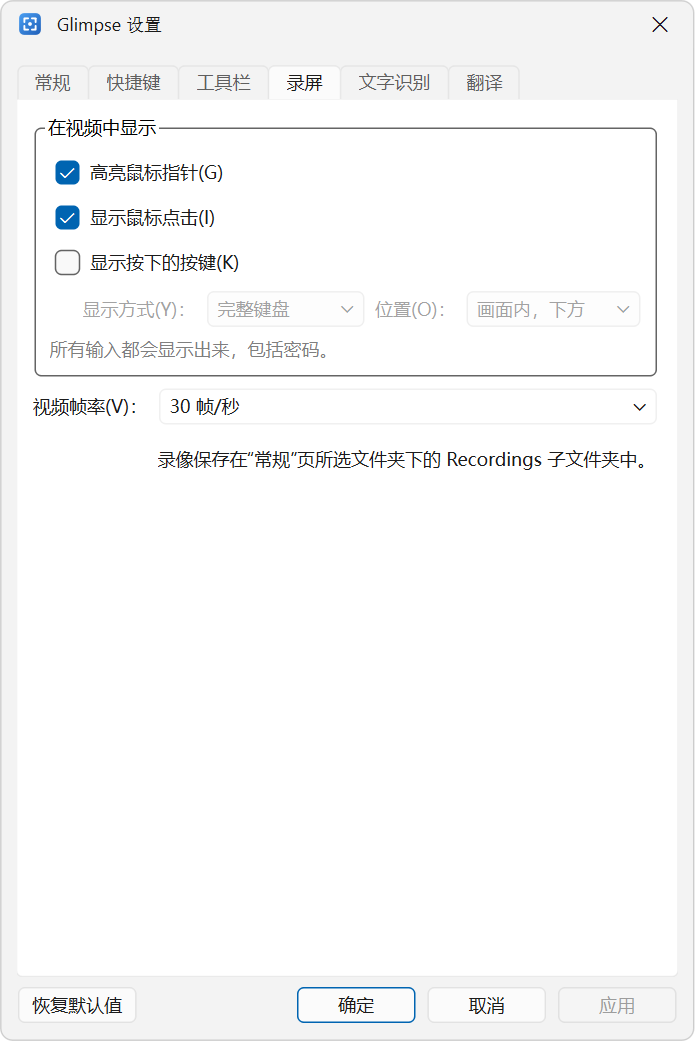 Glimpse 设置
常规 快捷键 工具栏 录屏 文字识别 翻译
在视频中显示
高亮鼠标指针(G)
显示鼠标点击(I)
显示按下的按键(K)
显示方式(Y): 完整键盘 位置(O): 画面内，下方
所有输入都会显示出来，包括密码。
视频帧率(V): 30 帧/秒
录像保存在“常规”页所选文件夹下的 Recordings 子文件夹中。
恢复默认值 确定 取消 应用